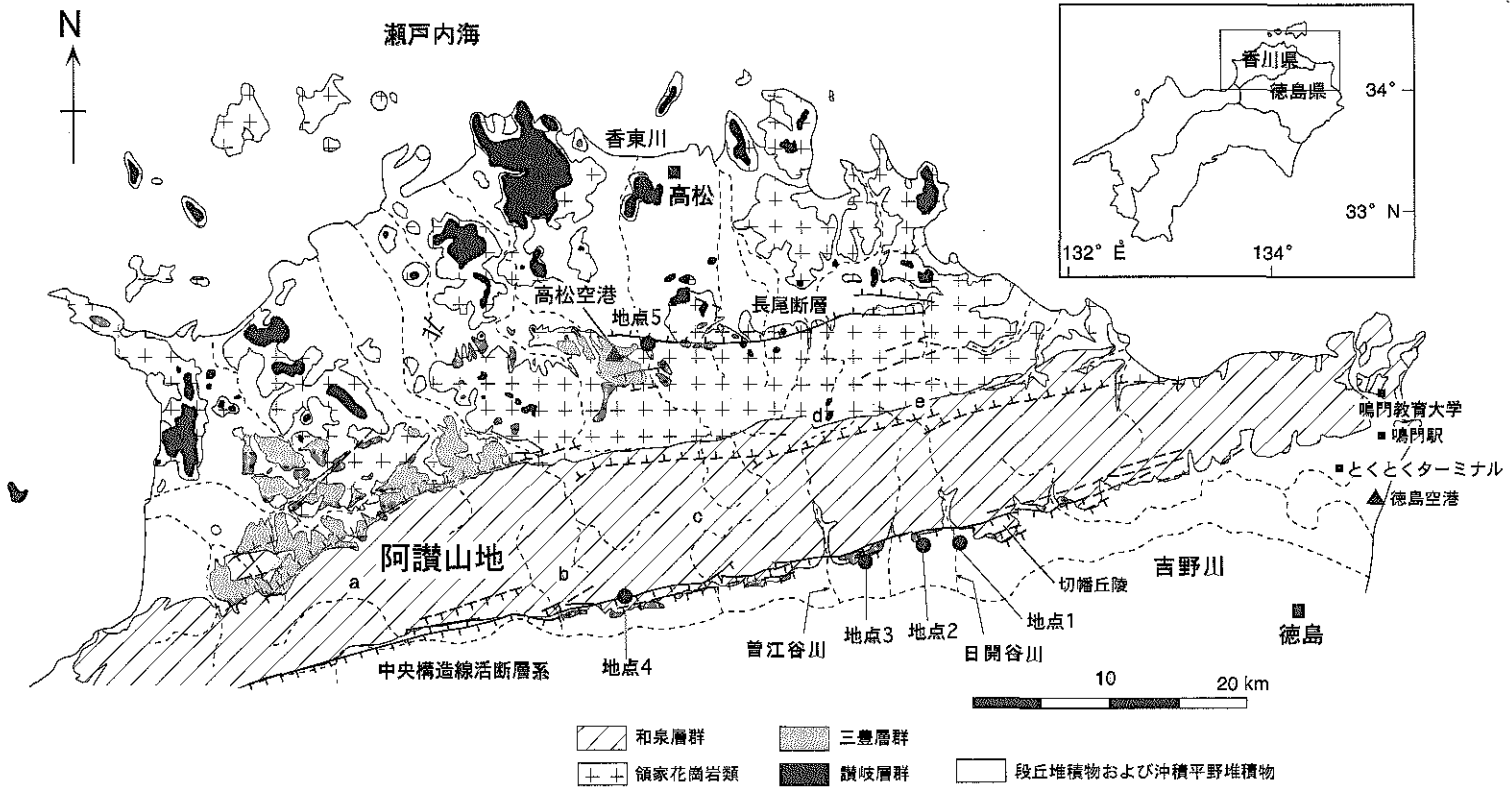 N
瀬戸内海
香川県
徳島県
34°
33° N
132° E
134°
香東川
高松
高松空港
地点5
長尾断層
d
e
鳴門教育大学
鳴門駅
とくとくターミナル
徳島空港
阿讃山地
a
b
c
吉野川
切幡丘陵
徳島
中央構造線活断層系
地点4
曽江谷川
地点3
地点2
地点1
日開谷川
10
20 km
和泉層群
三豊層群
領家花崗岩類
讃岐層群
段丘堆積物および沖積平野堆積物